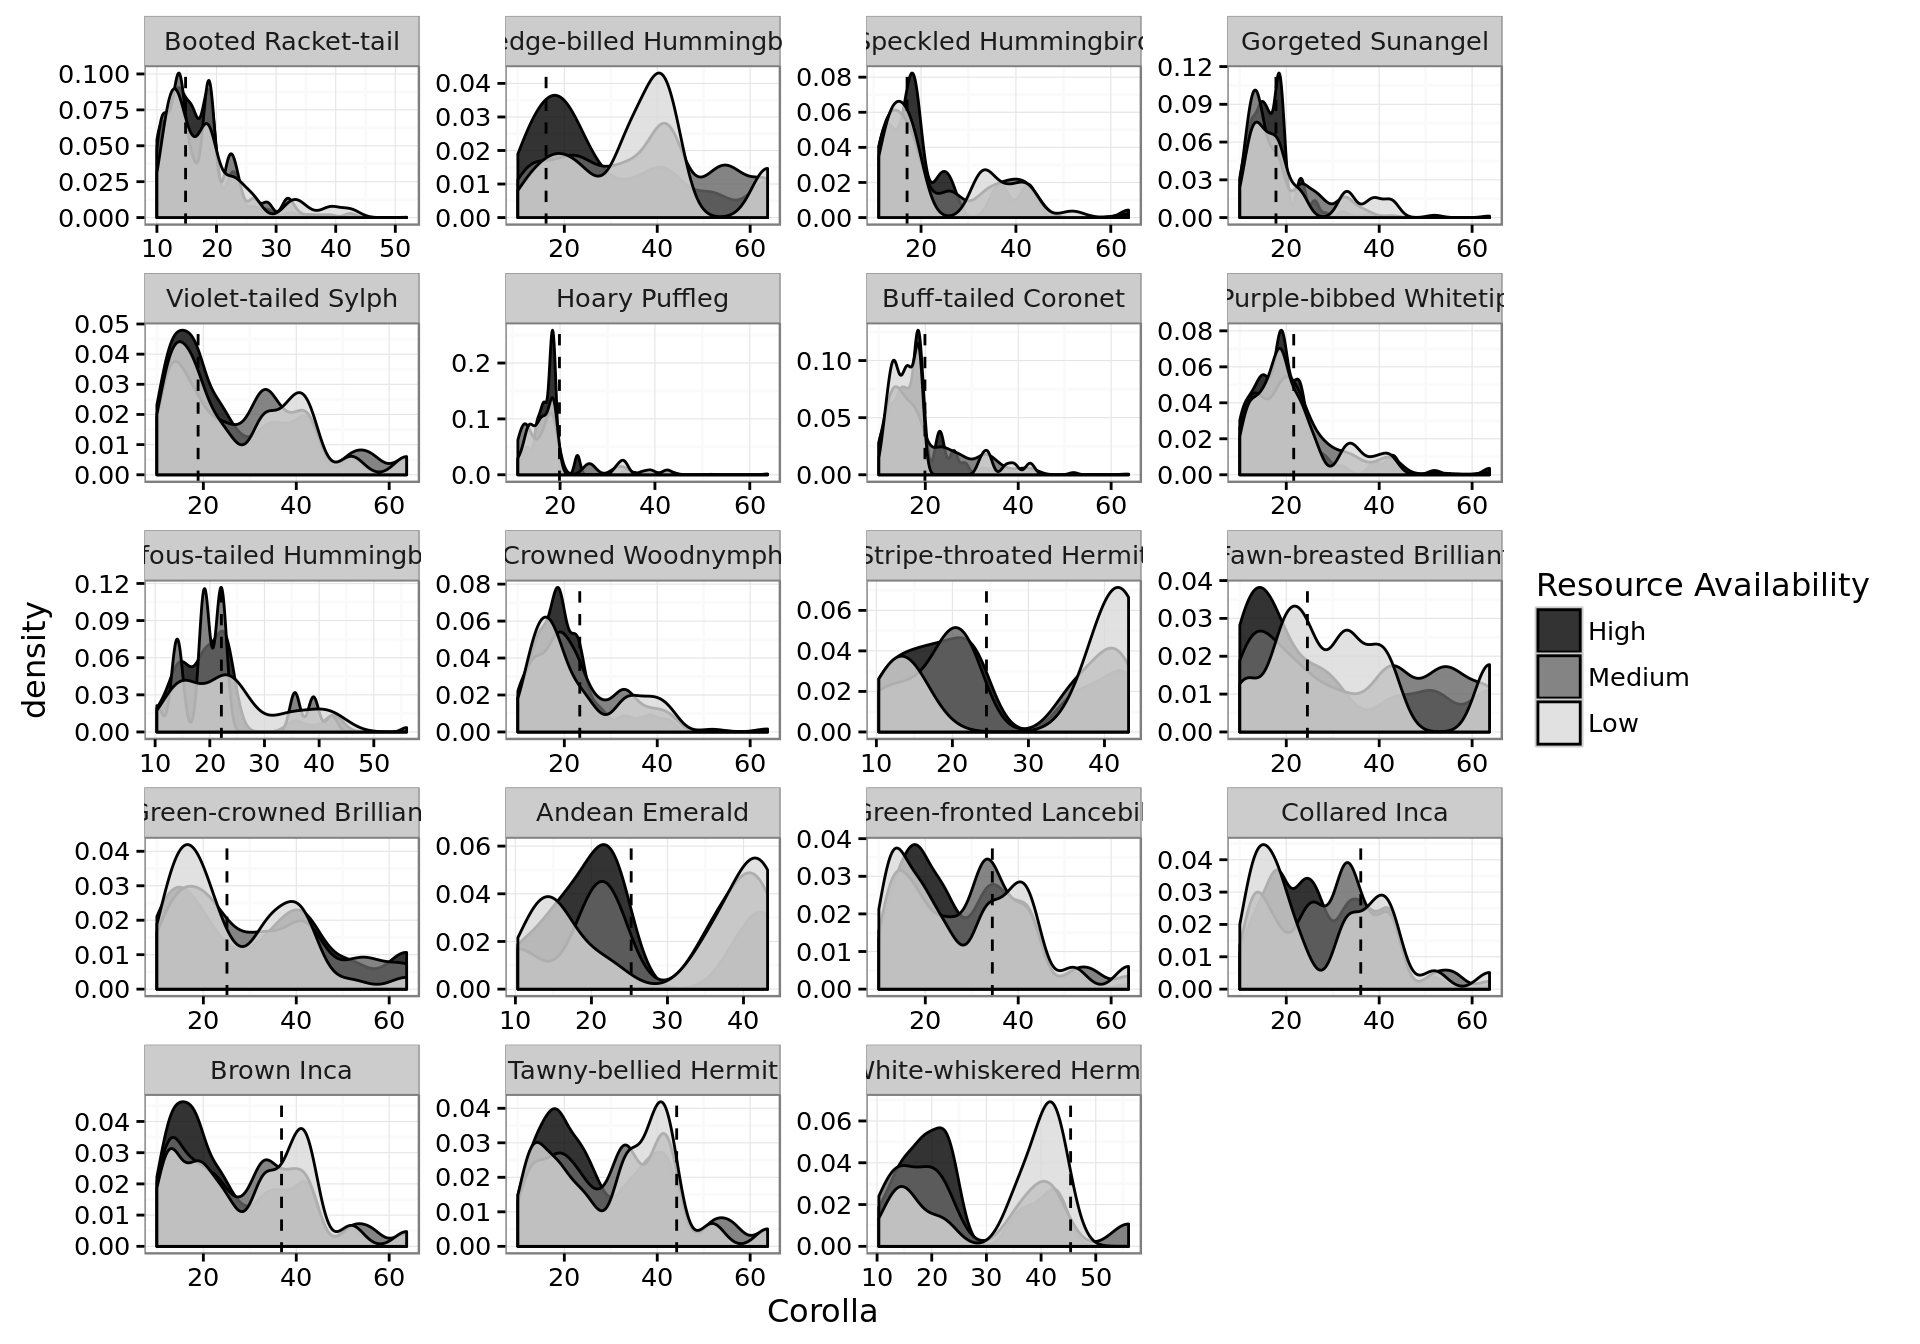 Booted Racket-tail
edge-billed Hummingb
Speckled Hummingbird
Gorgeted Sunangel
0.100
0.075
0.050
0.025
0.000
10 20 30 40 50
0.04
0.03
0.02
0.01
0.00
20 40 60
0.08
0.06
0.04
0.02
0.00
20 40 60
0.12
0.09
0.06
0.03
0.00
20 40 60
Violet-tailed Sylph
Hoary Puffleg
Buff-tailed Coronet
Purple-bibbed Whitetip
0.05
0.04
0.03
0.02
0.01
0.00
20 40 60
0.2
0.1
0.0
20 40 60
0.10
0.05
0.00
20 40 60
0.08
0.06
0.04
0.02
0.00
20 40 60
fous-tailed Hummingb
Crowned Woodnymph
Stripe-throated Hermit
Fawn-breasted Brilliant
0.12
0.09
0.06
0.03
0.00
10 20 30 40 50
0.08
0.06
0.04
0.02
0.00
20 40 60
0.06
0.04
0.02
0.00
10 20 30 40
0.04
0.03
0.02
0.01
0.00
20 40 60
Green-crowned Brillian
Andean Emerald
Green-fronted Lancebil
Collared Inca
0.04
0.03
0.02
0.01
0.00
20 40 60
0.06
0.04
0.02
0.00
10 20 30 40
0.04
0.03
0.02
0.01
0.00
20 40 60
0.04
0.03
0.02
0.01
0.00
20 40 60
Brown Inca
Tawny-bellied Hermit
White-whiskered Herm
0.04
0.03
0.02
0.01
0.00
20 40 60
0.04
0.03
0.02
0.01
0.00
20 40 60
0.06
0.04
0.02
0.00
10 20 30 40 50
density
Corolla
Resource Availability
High
Medium
Low